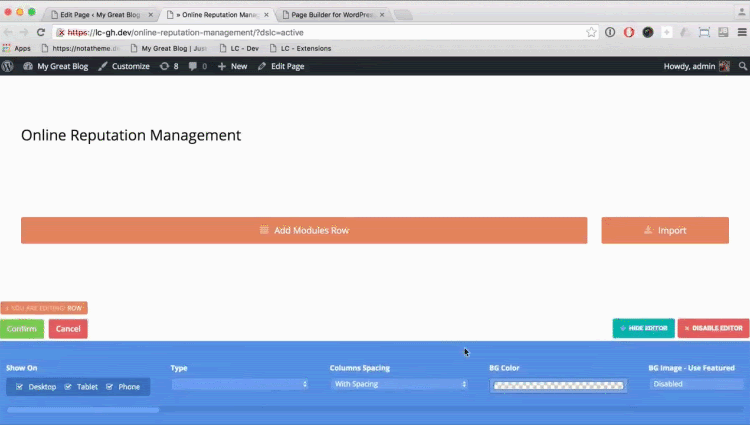 Edit Page ‹ My Great Blog
» Online Reputation Mana
Page Builder for WordPress
https://lc-gh.dev/online-reputation-management/?dslc=active
Apps https://notatheme.d My Great Blog | Jus LC - Dev LC - Extensions
My Great Blog Customize 8 0 New Edit Page Howdy, admin
Online Reputation Management
Add Modules Row Import
YOU ARE EDITING: ROW
Confirm Cancel HIDE EDITOR DISABLE EDITOR
Show On Type Columns Spacing BG Color BG Image - Use Featured
Desktop Tablet Phone With Spacing Disabled